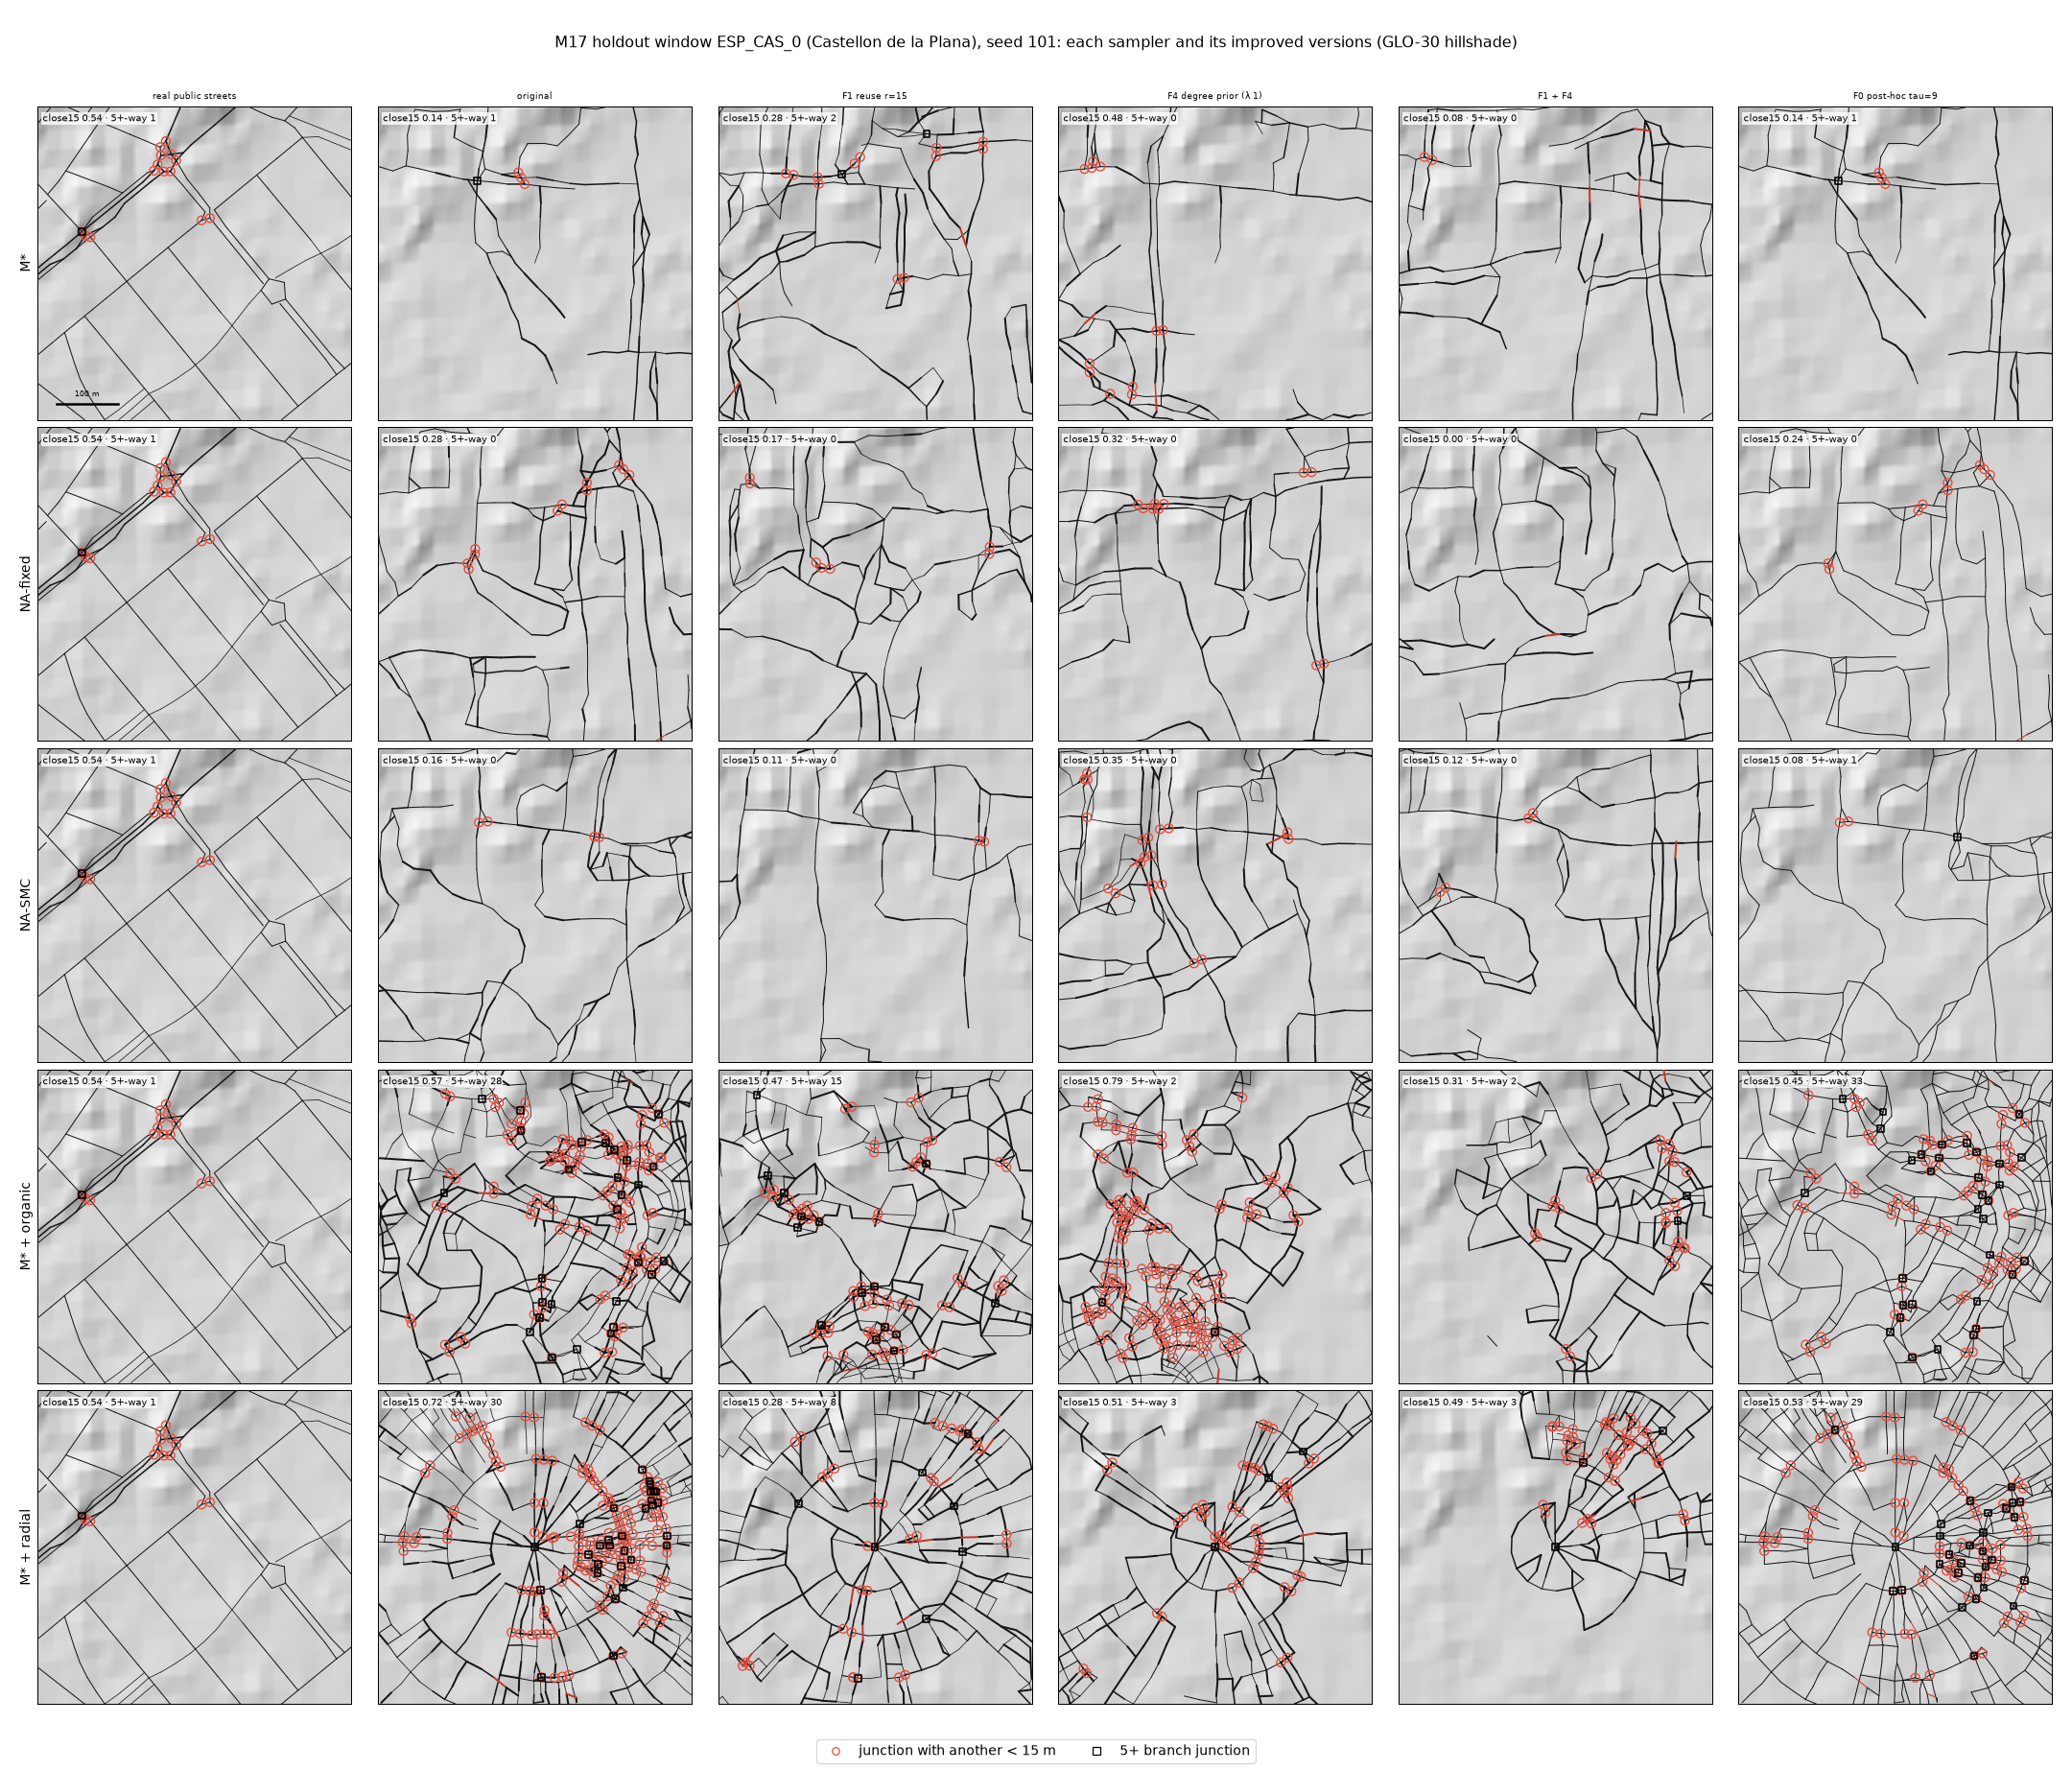 M17 holdout window ESP_CAS_0 (Castellon de la Plana), seed 101: each sampler and its improved versions (GLO-30 hillshade)
real public streets
original
F1 reuse r=15
F4 degree prior (λ 1)
F1 + F4
F0 post-hoc tau=9
M*
close15 0.54 · 5+-way 1
100 m
close15 0.14 · 5+-way 1
close15 0.28 · 5+-way 2
close15 0.48 · 5+-way 0
close15 0.08 · 5+-way 0
close15 0.14 · 5+-way 1
NA-fixed
close15 0.54 · 5+-way 1
close15 0.28 · 5+-way 0
close15 0.17 · 5+-way 0
close15 0.32 · 5+-way 0
close15 0.00 · 5+-way 0
close15 0.24 · 5+-way 0
NA-SMC
close15 0.54 · 5+-way 1
close15 0.16 · 5+-way 0
close15 0.11 · 5+-way 0
close15 0.35 · 5+-way 0
close15 0.12 · 5+-way 0
close15 0.08 · 5+-way 1
M* + organic
close15 0.54 · 5+-way 1
close15 0.57 · 5+-way 28
close15 0.47 · 5+-way 15
close15 0.79 · 5+-way 2
close15 0.31 · 5+-way 2
close15 0.45 · 5+-way 33
M* + radial
close15 0.54 · 5+-way 1
close15 0.72 · 5+-way 30
close15 0.28 · 5+-way 8
close15 0.51 · 5+-way 3
close15 0.49 · 5+-way 3
close15 0.53 · 5+-way 29
junction with another < 15 m
5+ branch junction